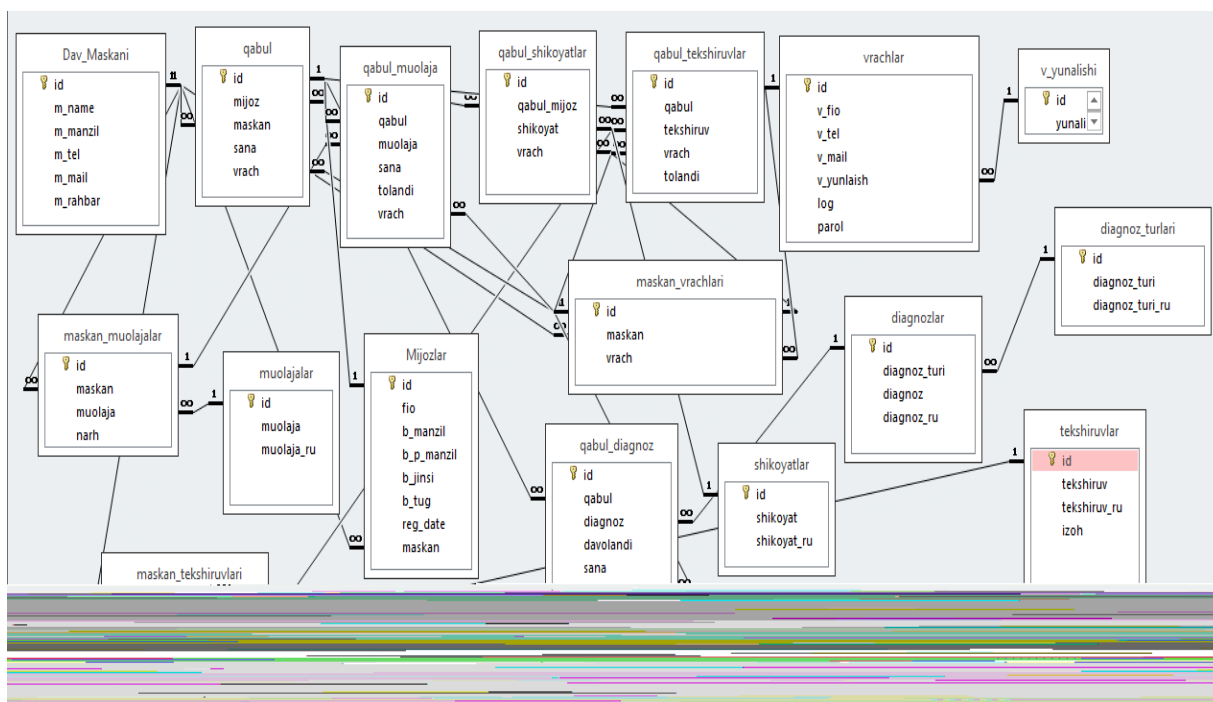 Dav_Maskani
id
m_name
m_manzil
m_tel
m_mail
m_rahbar
qabul
id
mijoz
maskan
sana
vrach
qabul_muolaja
id
qabul
muolaja
sana
tolandi
vrach
qabul_shikoyatlar
id
qabul_mijoz
shikoyat
vrach
qabul_tekshiruvlar
id
qabul
tekshiruv
vrach
tolandi
vrachlar
id
v_fio
v_tel
v_mail
v_yunlaish
log
parol
v_yunalishi
id
yunali
diagnoz_turlari
id
diagnoz_turi
diagnoz_turi_ru
maskan_vrachlari
id
maskan
vrach
diagnozlar
id
diagnoz_turi
diagnoz
diagnoz_ru
maskan_muolajalar
id
maskan
muolaja
narh
muolajalar
id
muolaja
muolaja_ru
Mijozlar
id
fio
b_manzil
b_p_manzil
b_jinsi
b_tug
reg_date
maskan
qabul_diagnoz
id
qabul
diagnoz
davolandi
sana
shikoyatlar
id
shikoyat
shikoyat_ru
tekshiruvlar
id
tekshiruv
tekshiruv_ru
izoh
maskan_tekshiruvlari